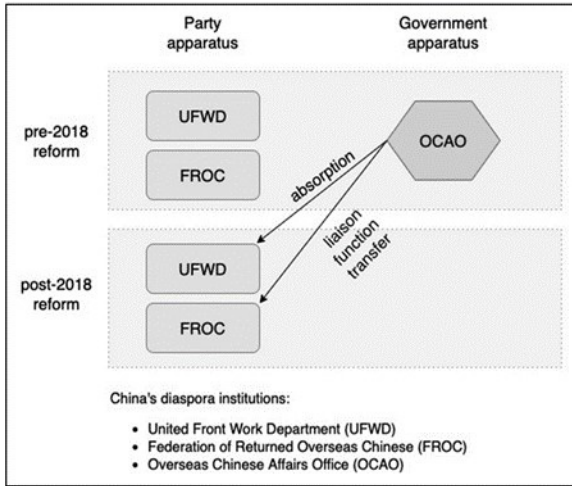 Party
apparatus
Government
apparatus
pre-2018
reform
UFWD
FROC
OCAO
absorption
liaison
function
transfer
post-2018
reform
UFWD
FROC
China's diaspora institutions:
• United Front Work Department (UFWD)
• Federation of Returned Overseas Chinese (FROC)
• Overseas Chinese Affairs Office (OCAO)